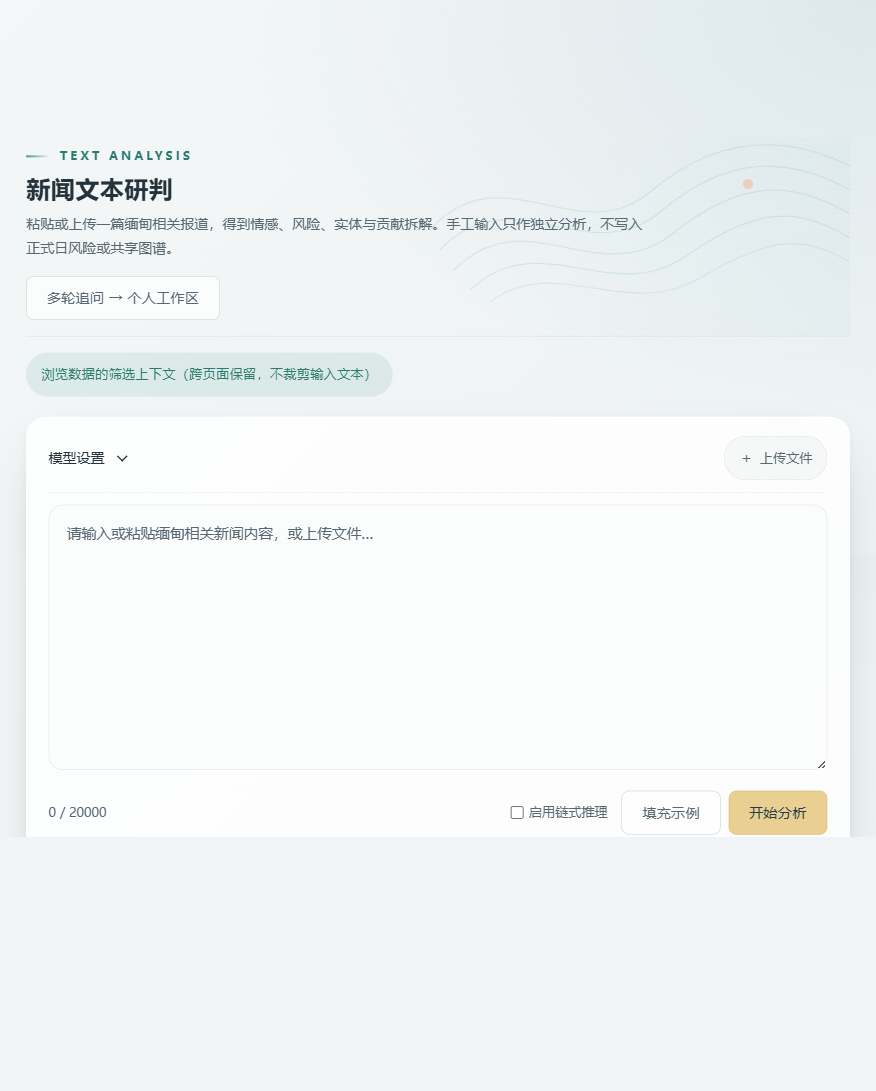 TEXT ANALYSIS
新闻文本研判
粘贴或上传一篇缅甸相关报道，得到情感、风险、实体与贡献拆解。手工输入只作独立分析，不写入
正式日风险或共享图谱。
多轮追问 → 个人工作区
浏览数据的筛选上下文（跨页面保留，不裁剪输入文本）
模型设置
+ 上传文件
请输入或粘贴缅甸相关新闻内容，或上传文件...
0 / 20000
启用链式推理
填充示例
开始分析